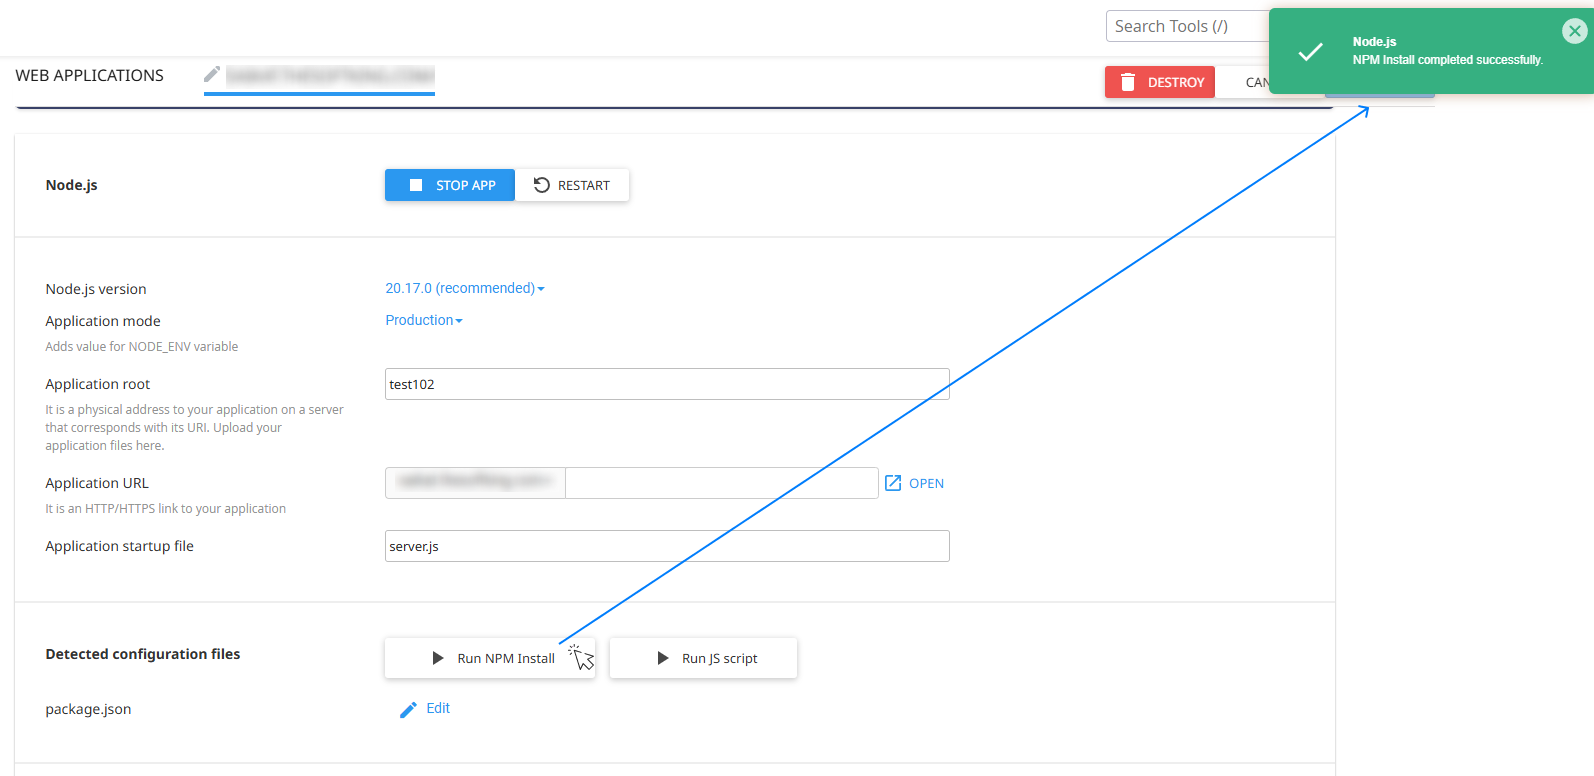 Search Tools (/)
Node.js
NPM Install completed successfully.
WEB APPLICATIONS
DESTROY
CAN
Node.js
STOP APP
RESTART
Node.js version
20.17.0 (recommended)
Application mode
Production
Adds value for NODE_ENV variable
Application root
test102
It is a physical address to your application on a server
that corresponds with its URI. Upload your
application files here.
Application URL
OPEN
It is an HTTP/HTTPS link to your application
Application startup file
server.js
Detected configuration files
Run NPM Install
Run JS script
package.json
Edit